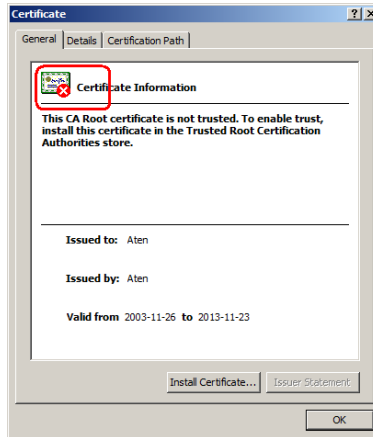 Certificate
General Details Certification Path
Certificate Information
This CA Root certificate is not trusted. To enable trust,
install this certificate in the Trusted Root Certification
Authorities store.
Issued to: Aten
Issued by: Aten
Valid from 2003-11-26 to 2013-11-23
Install Certificate... Issuer Statement
OK